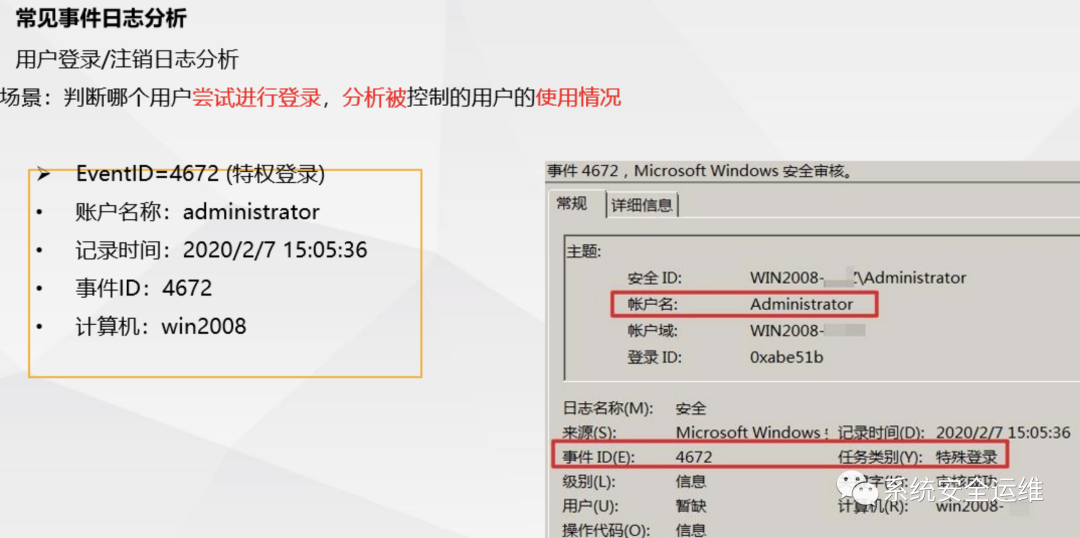 常见事件日志分析
用户登录/注销日志分析
场景：判断哪个用户尝试进行登录，分析被控制的用户的使用情况
➢ EventID=4672 (特权登录)
• 账户名称：administrator
• 记录时间：2020/2/7 15:05:36
• 事件ID：4672
• 计算机：win2008
事件 4672，Microsoft Windows 安全审核。
常规 详细信息
主题:
安全 ID: WIN2008- \Administrator
帐户名: Administrator
帐户域: WIN2008-
登录 ID: 0xabe51b
日志名称(M): 安全
来源(S): Microsoft Windows 记录时间(D): 2020/2/7 15:05:36
事件 ID(E): 4672 任务类别(Y): 特殊登录
级别(L): 信息 审核成功
用户(U): 暂缺 计算机(R): win2008-
操作代码(O): 信息
系统安全运维